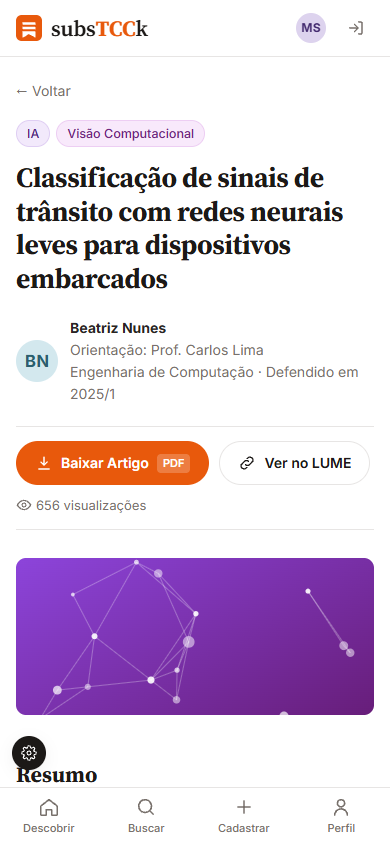 subsTCCk
MS
← Voltar
IA
Visão Computacional
Classificação de sinais de
trânsito com redes neurais
leves para dispositivos
embarcados
BN
Beatriz Nunes
Orientação: Prof. Carlos Lima
Engenharia de Computação · Defendido em
2025/1
Baixar Artigo PDF
Ver no LUME
656 visualizações
Resumo
Descobrir
Buscar
Cadastrar
Perfil